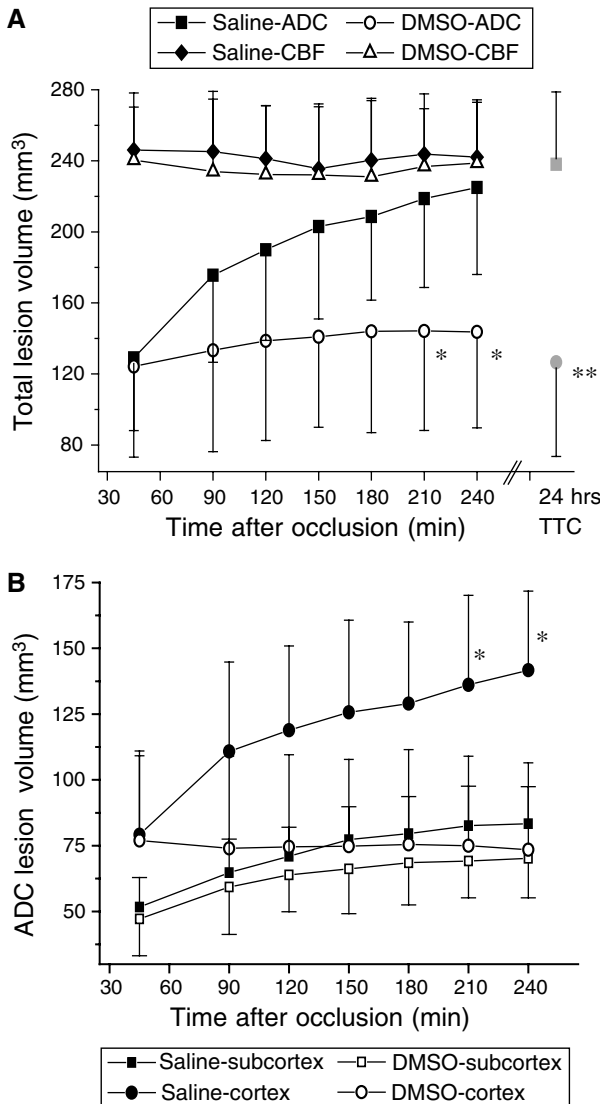 A
Saline-ADC DMSO-ADC
Saline-CBF DMSO-CBF
Total lesion volume (mm³)
280
240
200
160
120
80
* * **
30 60 90 120 150 180 210 240 24 hrs
Time after occlusion (min) TTC
B
ADC lesion volume (mm³)
175
150
125
100
75
50
* *
30 60 90 120 150 180 210 240
Time after occlusion (min)
Saline-subcortex DMSO-subcortex
Saline-cortex DMSO-cortex